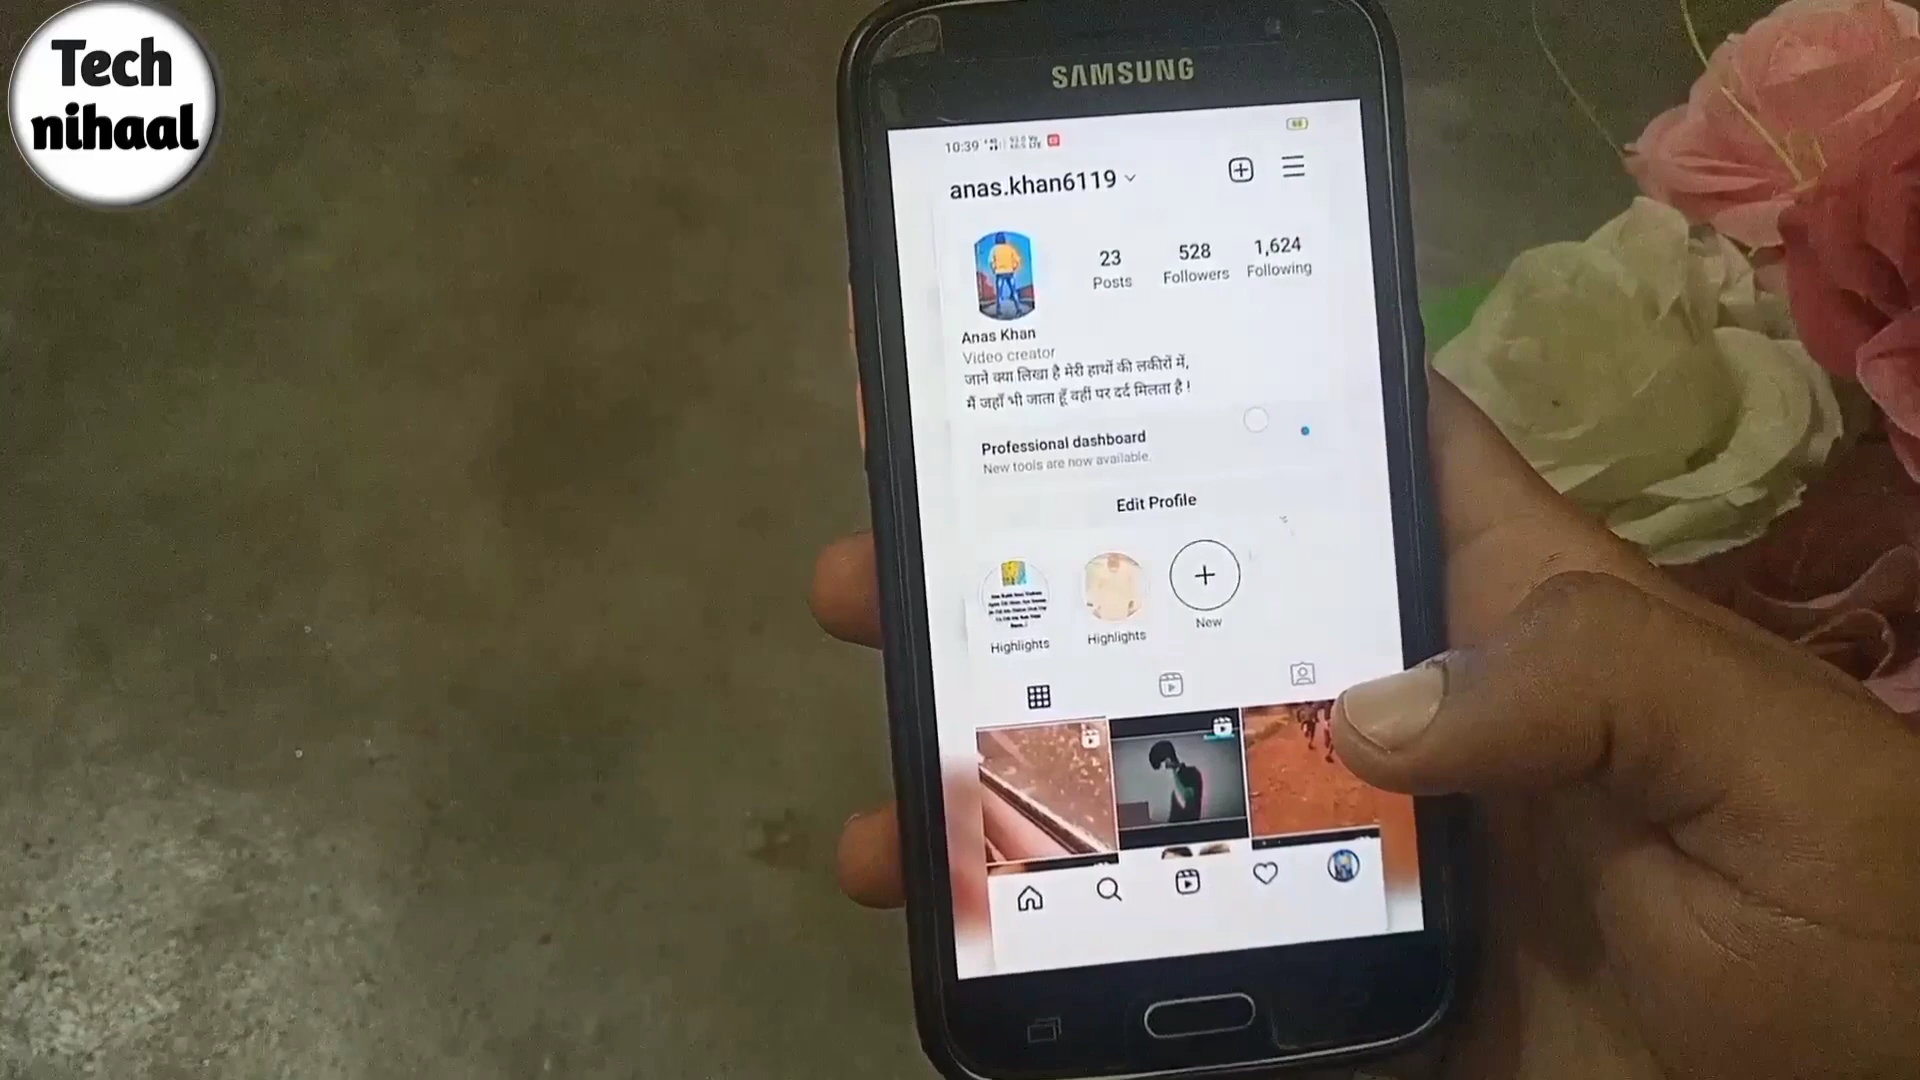 Tech
nihaal
SAMSUNG
10:39
anas.khan6119
23
Posts
528
Followers
1,624
Following
Anas Khan
Video creator
जाने क्या लिखा है मेरी हाथों की लकीरों में,
मैं जहाँ भी जाता हूँ वहीं पर दर्द मिलता है !
Professional dashboard
New tools are now available.
Edit Profile
Highlights
Highlights
New